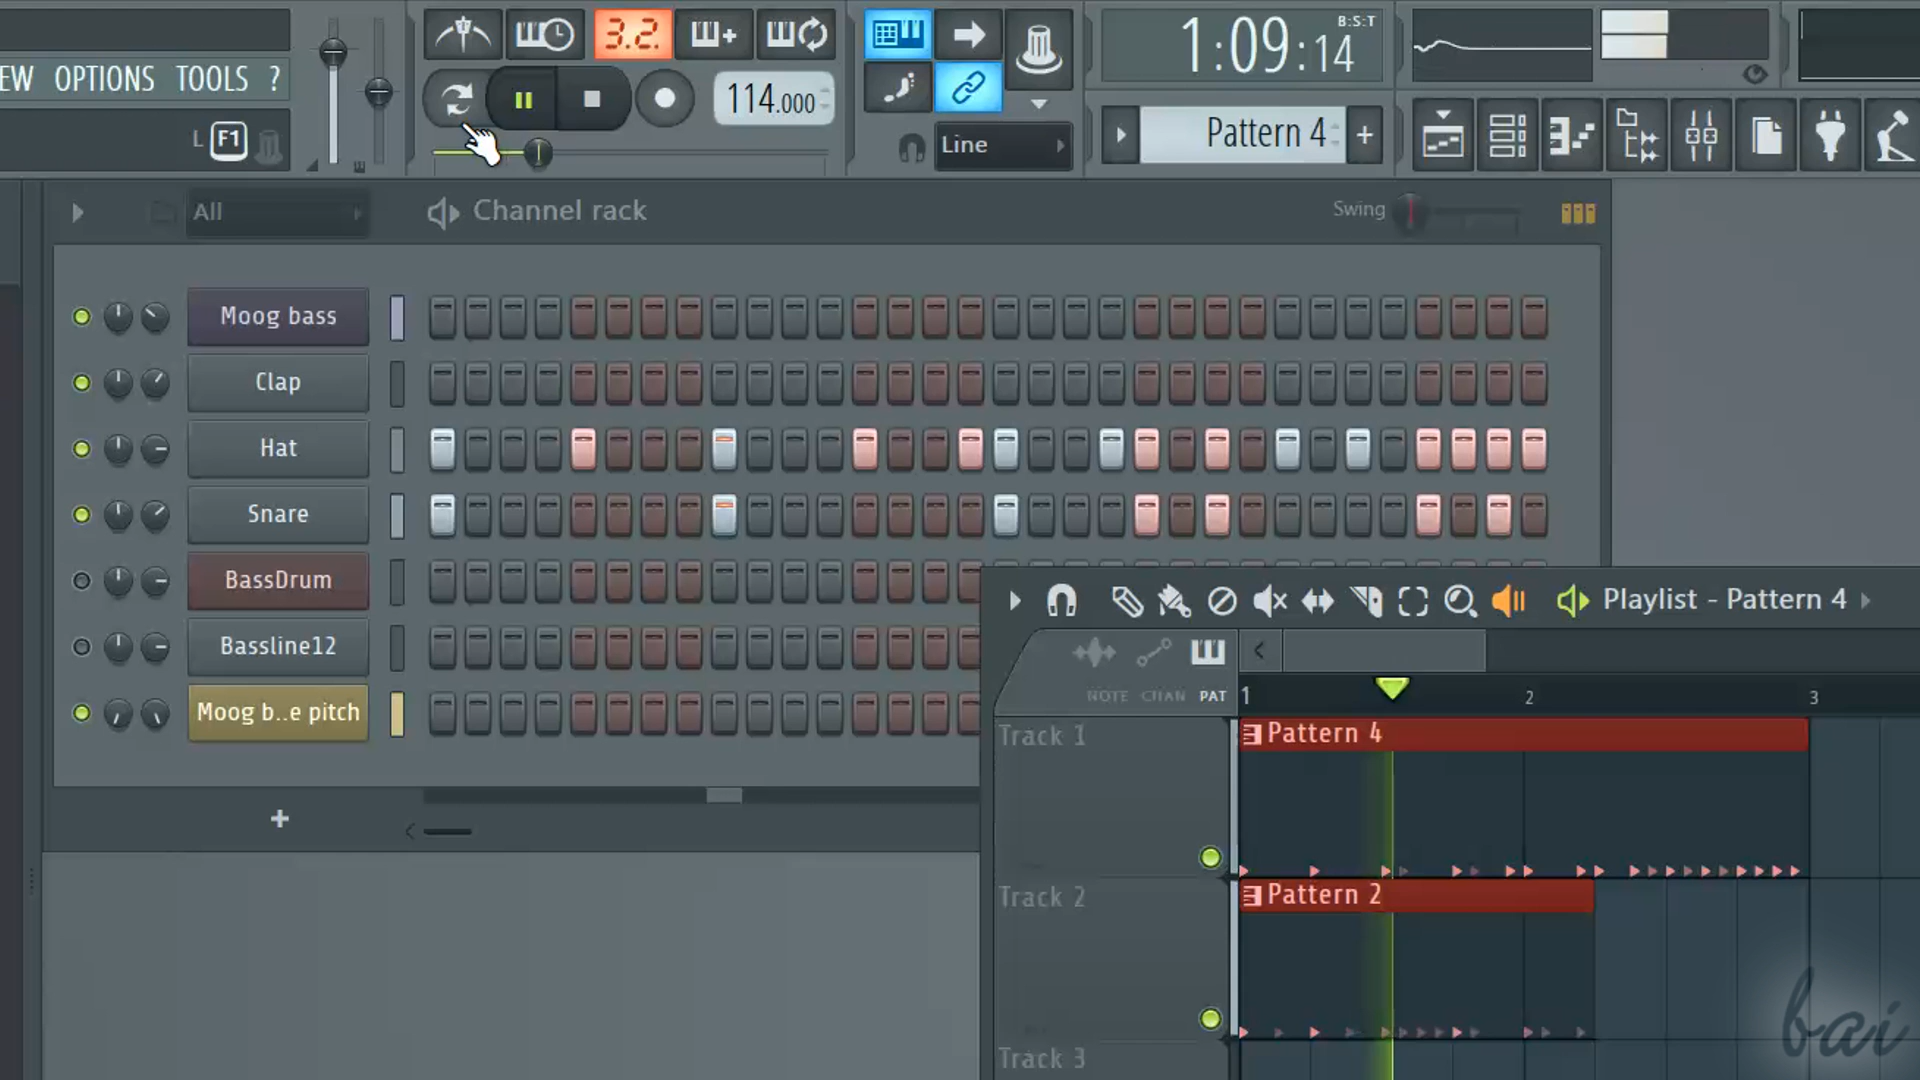 EW OPTIONS TOOLS ?
L F1
3.2.
114.000
Line
1:09:14
B:S:T
Pattern 4
+
All
Channel rack
Swing
Moog bass
Clap
Hat
Snare
BassDrum
Bassline12
Moog b..e pitch
+
Playlist - Pattern 4
NOTE CHAN PAT
1 2 3
Track 1
Pattern 4
Track 2
Pattern 2
Track 3
bai